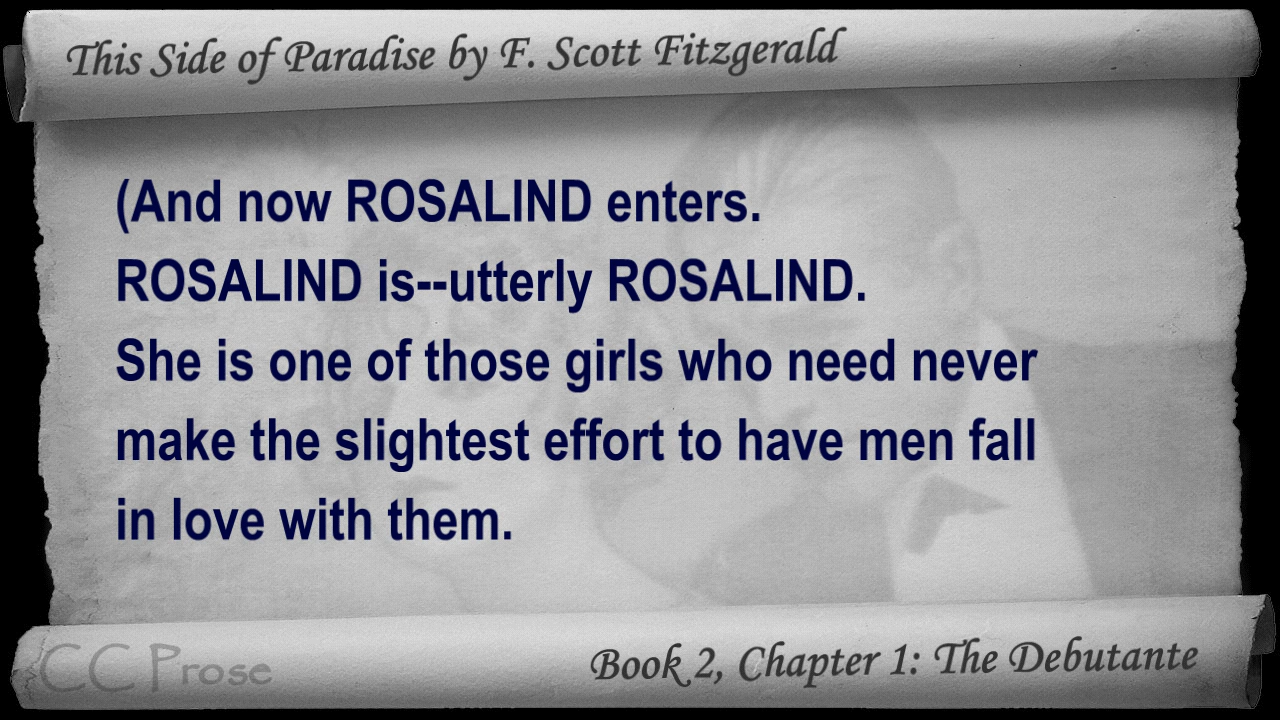 This Side of Paradise by F. Scott Fitzgerald
(And now ROSALIND enters.
ROSALIND is--utterly ROSALIND.
She is one of those girls who need never
make the slightest effort to have men fall
in love with them.
CC Prose
Book 2, Chapter 1: The Debutante